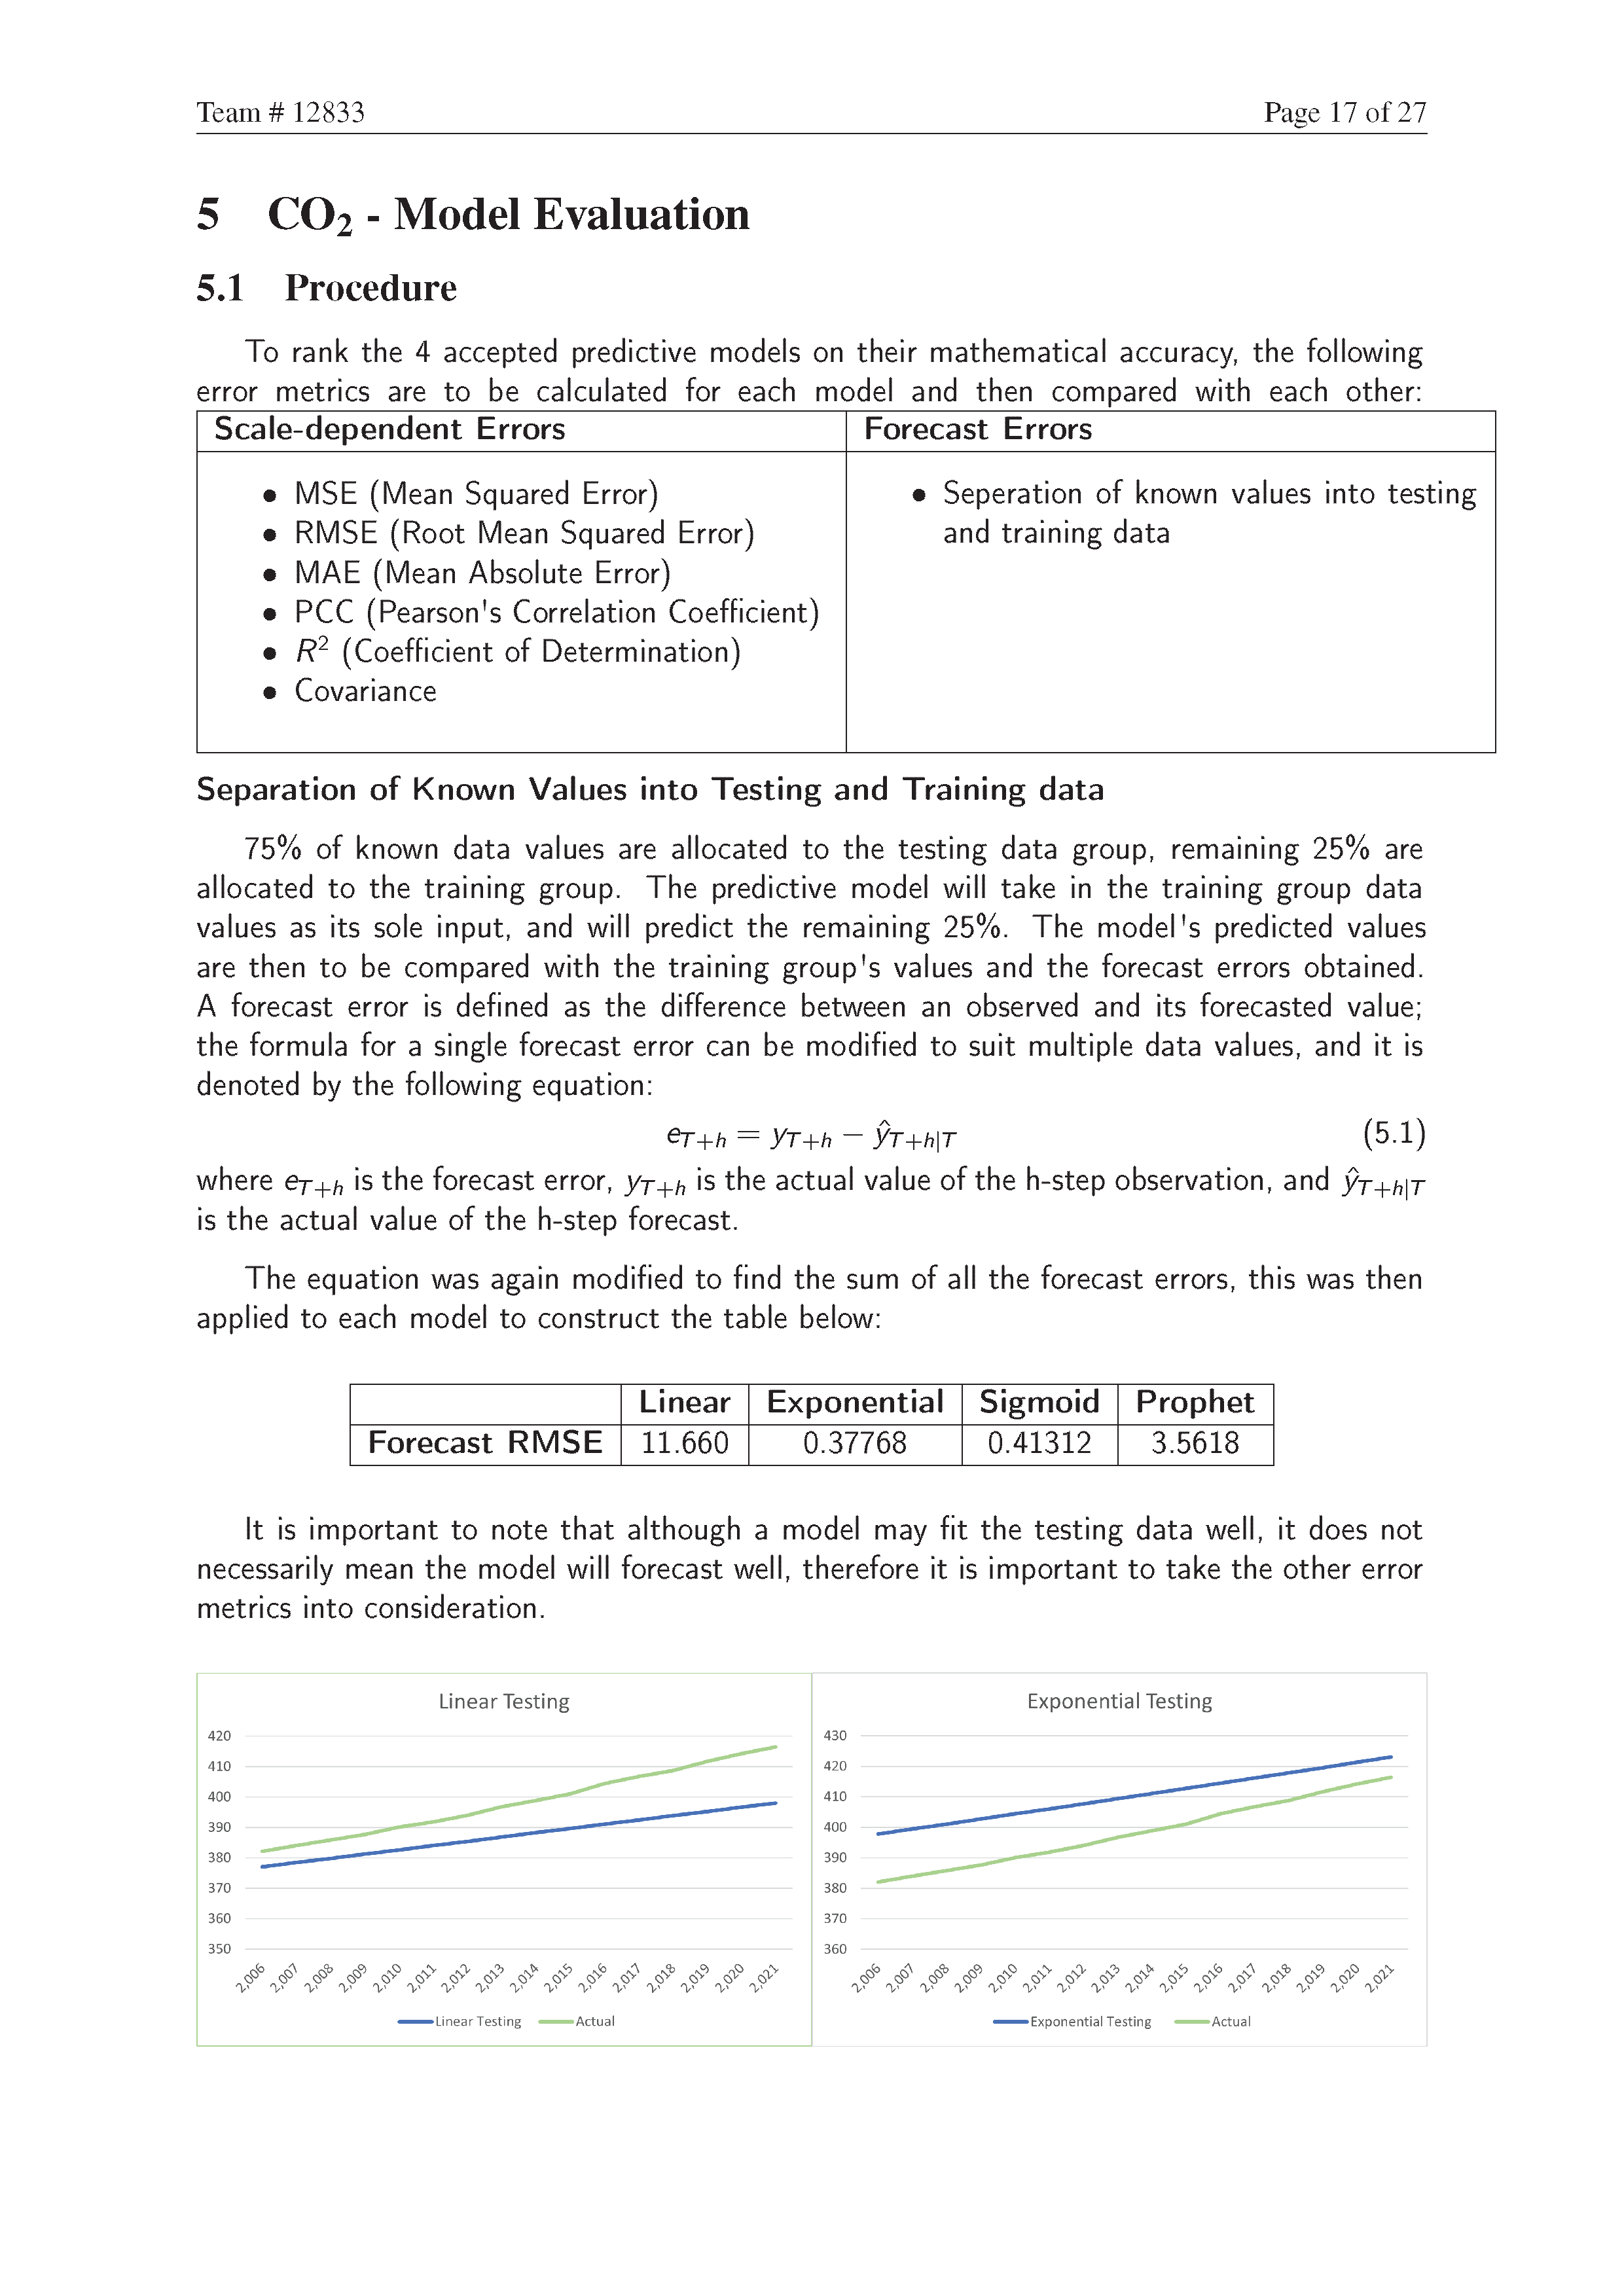 Team # 12833 Page 17 of 27
5 CO₂ - Model Evaluation
5.1 Procedure
To rank the 4 accepted predictive models on their mathematical accuracy, the following
error metrics are to be calculated for each model and then compared with each other:
Scale-dependent Errors Forecast Errors
• MSE (Mean Squared Error)
• RMSE (Root Mean Squared Error)
• MAE (Mean Absolute Error)
• PCC (Pearson's Correlation Coefficient)
• R² (Coefficient of Determination)
• Covariance
• Seperation of known values into testing
and training data
Separation of Known Values into Testing and Training data
75% of known data values are allocated to the testing data group, remaining 25% are
allocated to the training group. The predictive model will take in the training group data
values as its sole input, and will predict the remaining 25%. The model's predicted values
are then to be compared with the training group's values and the forecast errors obtained.
A forecast error is defined as the difference between an observed and its forecasted value;
the formula for a single forecast error can be modified to suit multiple data values, and it is
denoted by the following equation:
e_{T+h} = y_{T+h} − ŷ_{T+h|T} (5.1)
where e_{T+h} is the forecast error, y_{T+h} is the actual value of the h-step observation, and ŷ_{T+h|T}
is the actual value of the h-step forecast.
The equation was again modified to find the sum of all the forecast errors, this was then
applied to each model to construct the table below:
Linear Exponential Sigmoid Prophet
Forecast RMSE 11.660 0.37768 0.41312 3.5618
It is important to note that although a model may fit the testing data well, it does not
necessarily mean the model will forecast well, therefore it is important to take the other error
metrics into consideration.
Linear Testing
420
410
400
390
380
370
360
350
2,006 2,007 2,008 2,009 2,010 2,011 2,012 2,013 2,014 2,015 2,016 2,017 2,018 2,019 2,020 2,021
Linear Testing Actual
Exponential Testing
430
420
410
400
390
380
370
360
2,006 2,007 2,008 2,009 2,010 2,011 2,012 2,013 2,014 2,015 2,016 2,017 2,018 2,019 2,020 2,021
Exponential Testing Actual